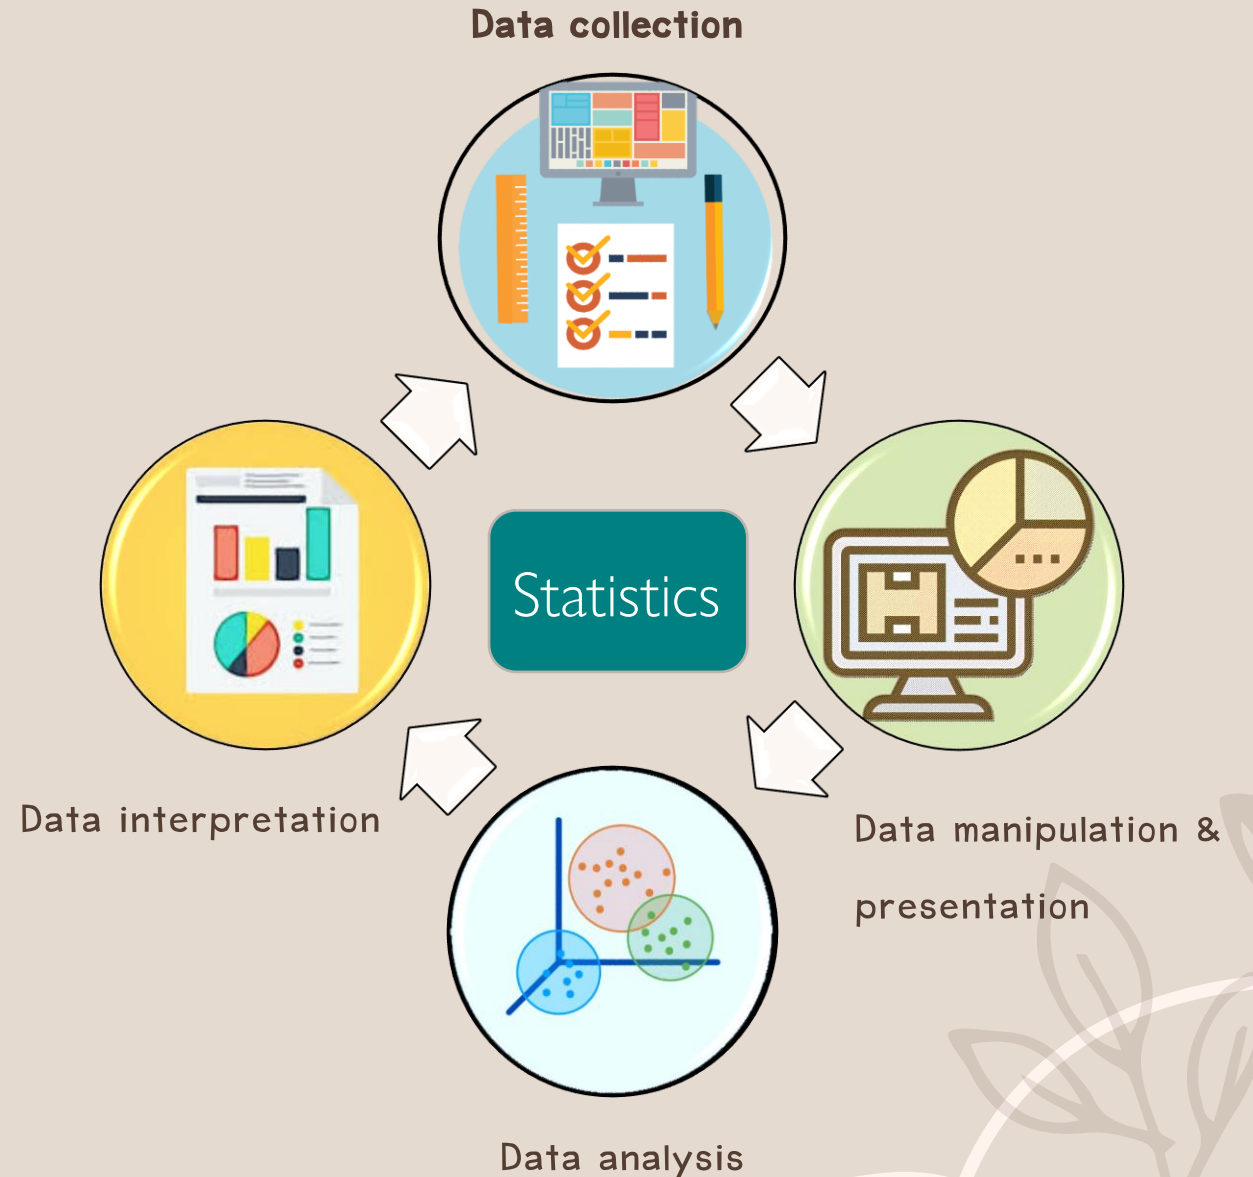 Data collection
Statistics
Data interpretation
Data manipulation &
presentation
Data analysis